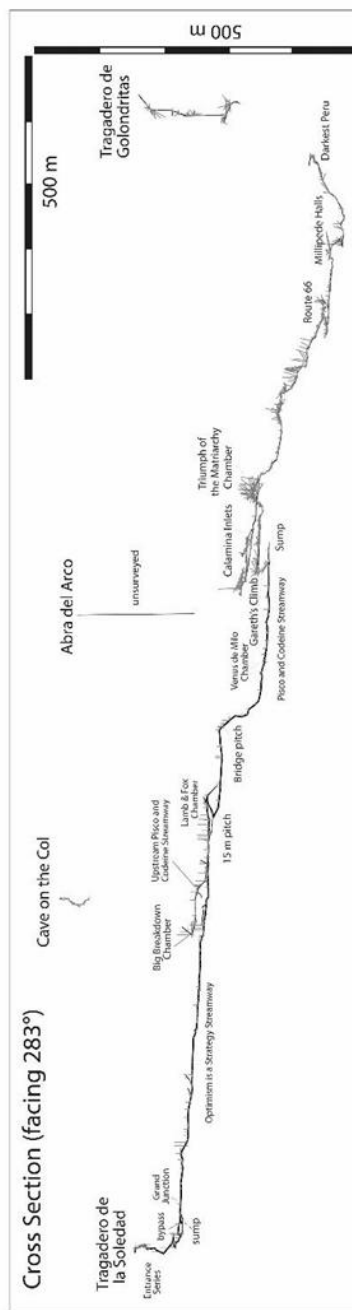 Cross Section (facing 283º)
500 m
500 m
Tragadero de
la Soledad
Entrance
Series
bypass
sump
Grand
Junction
Optimism is a Strategy Streamway
Cave on the Col
Big Breakdown
Chamber
Upstream Pisco and
Codeine Streamway
Lamb & Fox
Chamber
15 m pitch
Bridge pitch
Abra del Arco
unsurveyed
Venus de Milo
Chamber
Pisco and Codeine Streamway
Gareth's Climb
Sump
Calamina Inlets
Triumph of
the Matriarchy
Chamber
Route 66
Millipede Halls
Darkest Peru
Tragadero de
Golondritas